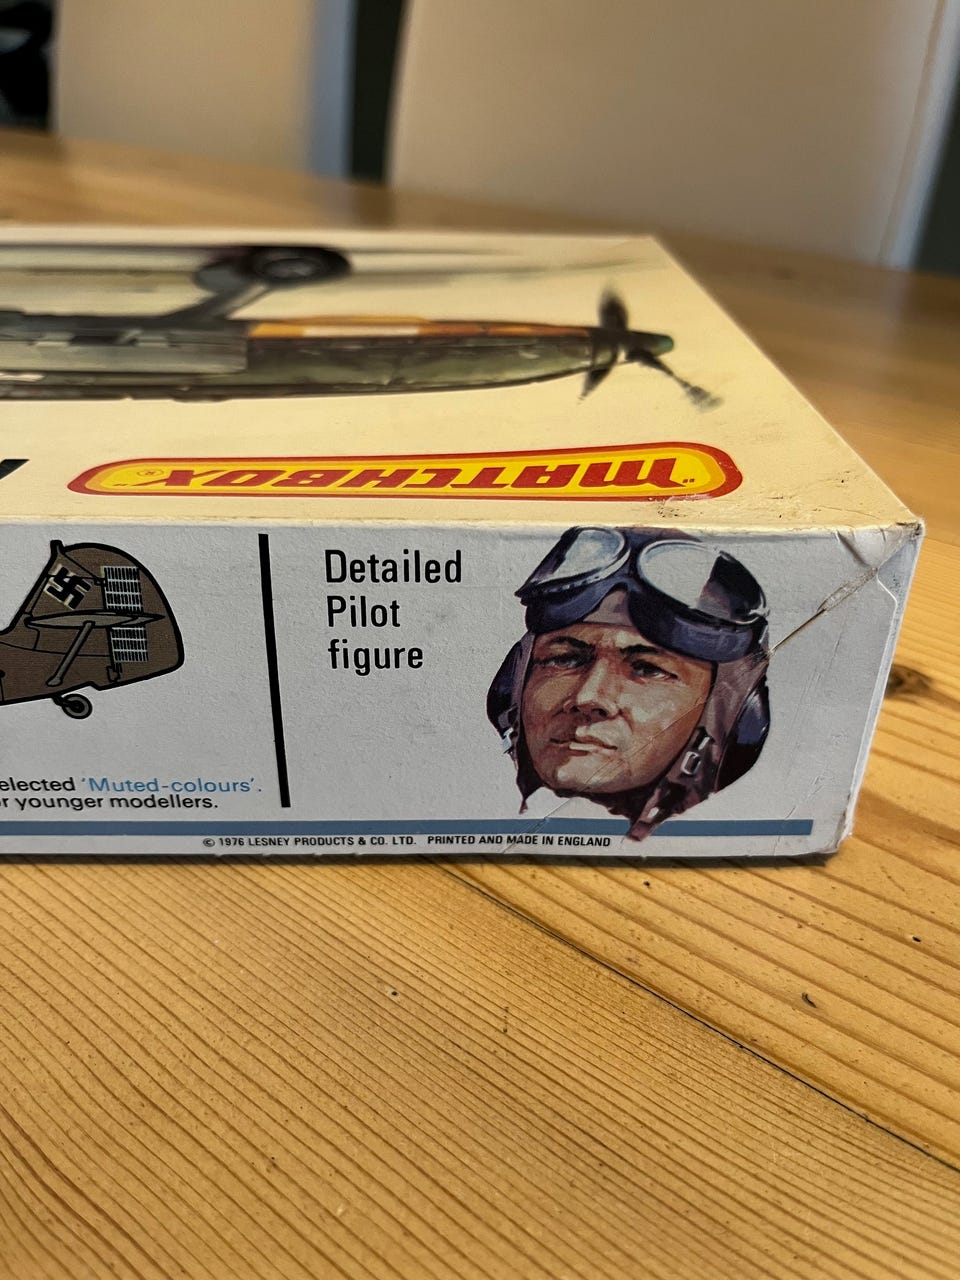 "MATCHBOX"®
Detailed
Pilot
figure
elected 'Muted-colours'.
r younger modellers.
© 1976 LESNEY PRODUCTS & CO. LTD. PRINTED AND MADE IN ENGLAND